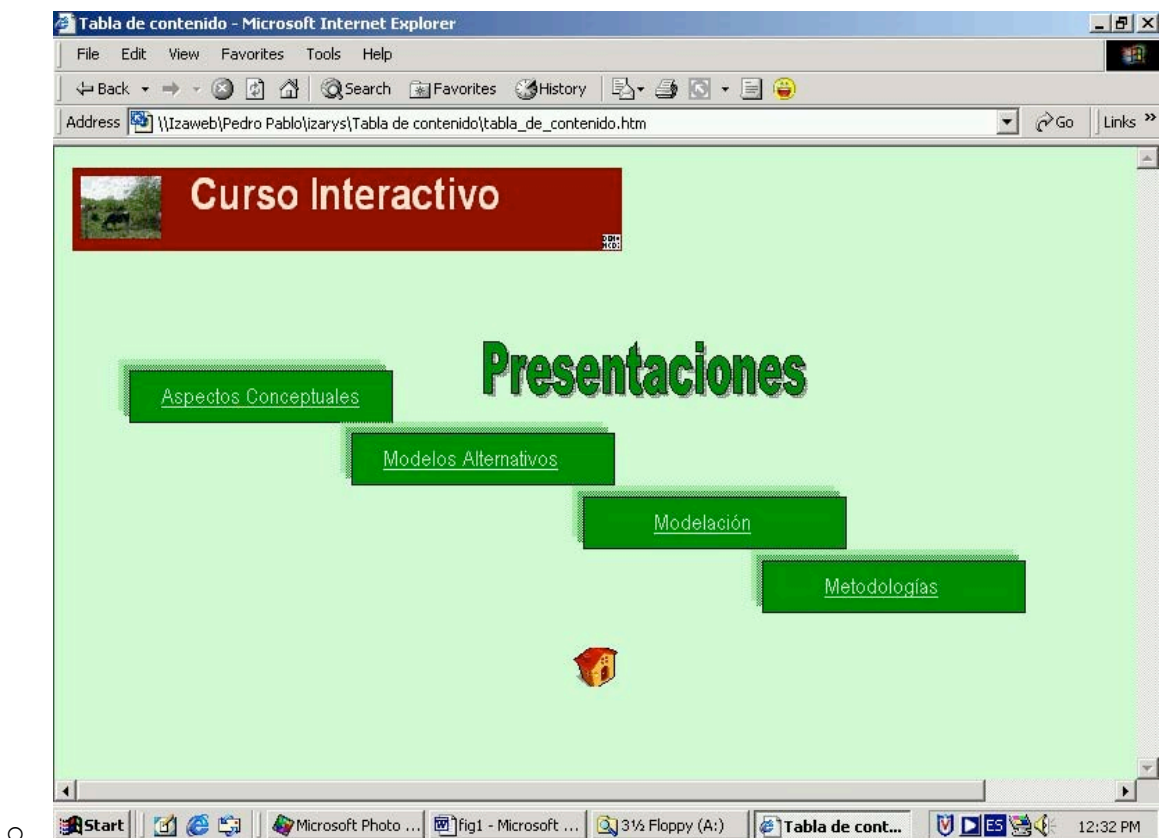 Tabla de contenido - Microsoft Internet Explorer
File Edit View Favorites Tools Help
Back Search Favorites History
Address \\Izaweb\Pedro Pablo\izarys\Tabla de contenido\tabla_de_contenido.htm Go Links »
Curso Interactivo
Presentaciones
Aspectos Conceptuales
Modelos Alternativos
Modelación
Metodologías
Start Microsoft Photo ... fig1 - Microsoft ... 3½ Floppy (A:) Tabla de cont... ES 12:32 PM